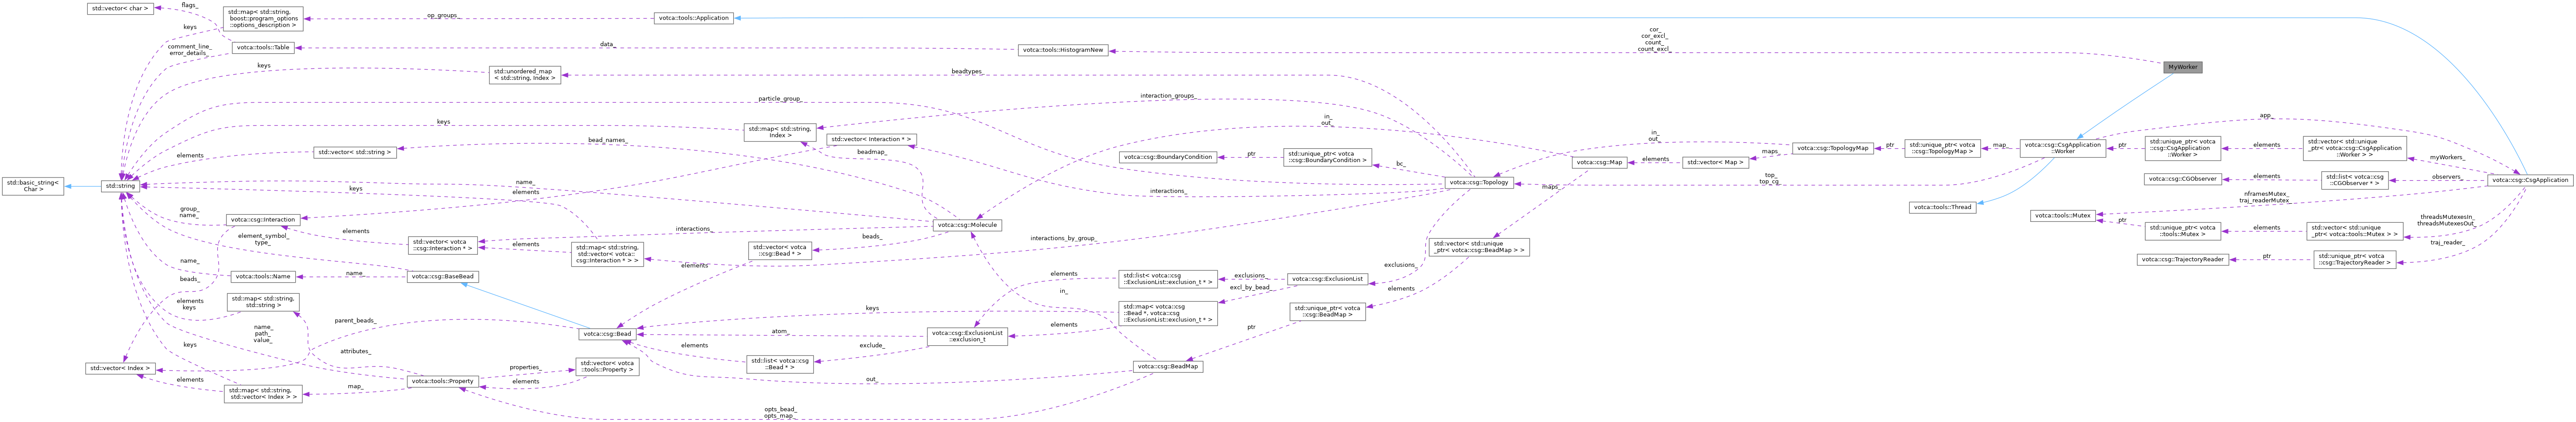 std::vector< char >
flags_
std::map< std::string,
boost::program_options
::options_description >
keys
op_groups_
votca::tools::Application
votca::tools::Table
comment_line_
error_details_
data_
votca::tools::HistogramNew
cor_
cor_excl_
count_
count_excl_
MyWorker
keys
std::unordered_map
< std::string, Index >
beadtypes_
particle_group_
interaction_groups_
keys
std::map< std::string,
Index >
bead_names_
std::vector< Interaction * >
beadmap_
in_
out_
elements
std::vector< std::string >
votca::csg::BoundaryCondition
ptr
std::unique_ptr< votca
::csg::BoundaryCondition >
bc_
votca::csg::Map
elements
std::vector< Map >
maps_
votca::csg::TopologyMap
in_
out_
ptr
std::unique_ptr< votca
::csg::TopologyMap >
map_
votca::csg::CsgApplication
::Worker
app_
ptr
std::unique_ptr< votca
::csg::CsgApplication
::Worker >
elements
std::vector< std::unique
_ptr< votca::csg::CsgApplication
::Worker > >
myWorkers_
std::basic_string<
Char >
std::string
keys
name_
elements
interactions_
votca::csg::Topology
maps_
top_
top_cg_
votca::csg::CGObserver
elements
std::list< votca::csg
::CGObserver * >
observers_
votca::csg::CsgApplication
nframesMutex_
traj_readerMutex_
votca::tools::Thread
votca::tools::Mutex
ptr
std::unique_ptr< votca
::tools::Mutex >
elements
std::vector< std::unique
_ptr< votca::tools::Mutex > >
threadsMutexesIn_
threadsMutexesOut_
traj_reader_
votca::csg::TrajectoryReader
ptr
std::unique_ptr< votca
::csg::TrajectoryReader >
group_
name_
votca::csg::Interaction
elements
std::vector< votca
::csg::Interaction * >
elements
std::map< std::string,
std::vector< votca::
csg::Interaction * > >
interactions_
votca::csg::Molecule
interactions_by_group_
element_symbol_
type_
std::vector< votca
::csg::Bead * >
beads_
elements
name_
votca::tools::Name
name_
votca::csg::BaseBead
beads_
elements
keys
std::map< std::string,
std::string >
exclusions_
elements
std::list< votca::csg
::ExclusionList::exclusion_t * >
exclusions_
votca::csg::ExclusionList
excl_by_bead_
std::vector< std::unique
_ptr< votca::csg::BeadMap > >
elements
in_
keys
elements
std::map< votca::csg
::Bead *, votca::csg
::ExclusionList::exclusion_t * >
std::unique_ptr< votca
::csg::BeadMap >
ptr
parent_beads_
votca::csg::Bead
atom_
votca::csg::ExclusionList
::exclusion_t
exclude_
elements
std::list< votca::csg
::Bead * >
name_
path_
value_
keys
attributes_
std::vector< Index >
elements
std::map< std::string,
std::vector< Index > >
map_
votca::tools::Property
properties_
elements
std::vector< votca
::tools::Property >
out_
votca::csg::BeadMap
opts_bead_
opts_map_